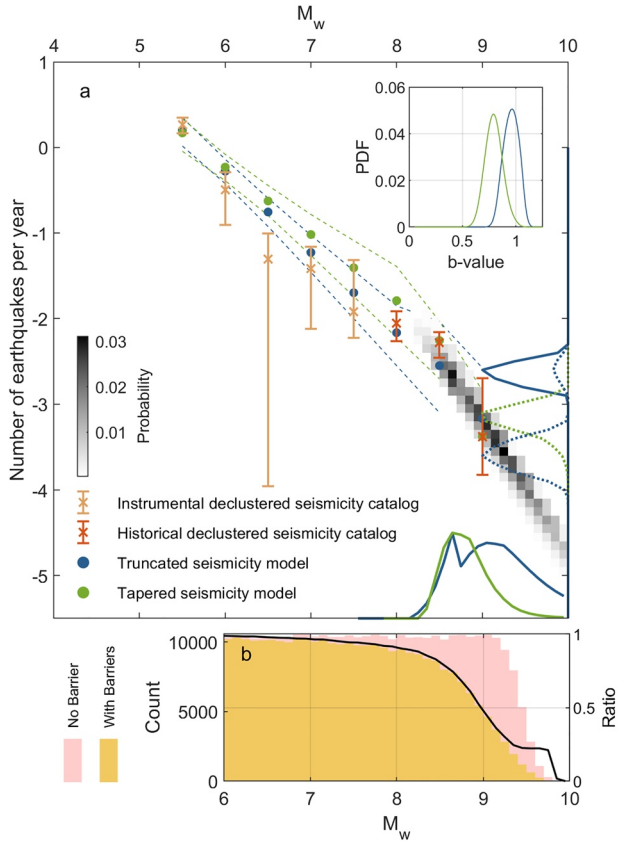 M_w
4 5 6 7 8 9 10
a
1
0
-1
-2
-3
-4
-5
Number of earthquakes per year
0.06
0.04
0.02
0
PDF
0 0.5 1
b-value
0.03
0.02
0.01
Probability
Instrumental declustered seismicity catalog
Historical declustered seismicity catalog
Truncated seismicity model
Tapered seismicity model
No Barrier
With Barriers
b
10000
5000
0
Count
1
0.5
0
Ratio
6 7 8 9 10
M_w